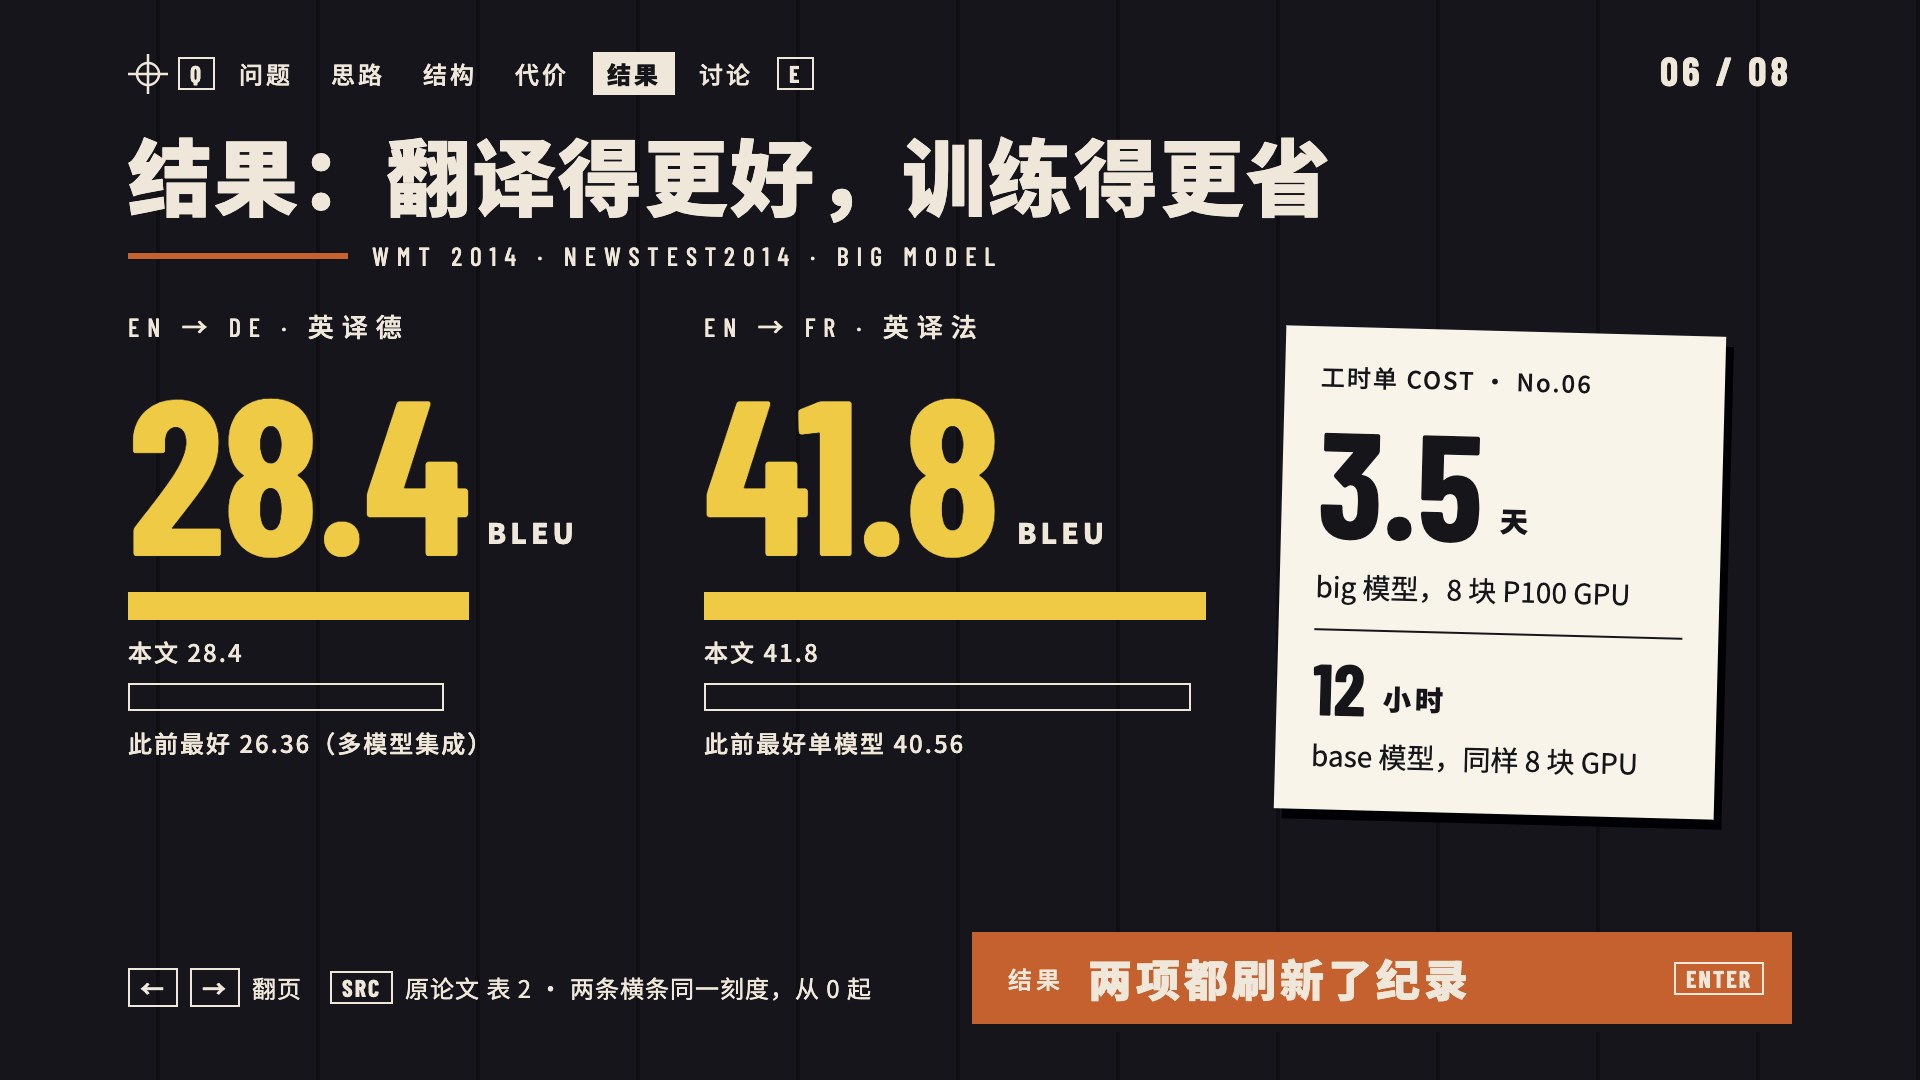 Q 问题 思路 结构 代价 结果 讨论 E
06 / 08
结果：翻译得更好，训练得更省
WMT 2014 · NEWSTEST2014 · BIG MODEL
EN → DE · 英译德
28.4 BLEU
本文 28.4
此前最好 26.36（多模型集成）
EN → FR · 英译法
41.8 BLEU
本文 41.8
此前最好单模型 40.56
工时单 COST · No.06
3.5 天
big 模型，8 块 P100 GPU
12 小时
base 模型，同样 8 块 GPU
← → 翻页 SRC 原论文 表 2 · 两条横条同一刻度，从 0 起
结果 两项都刷新了纪录 ENTER